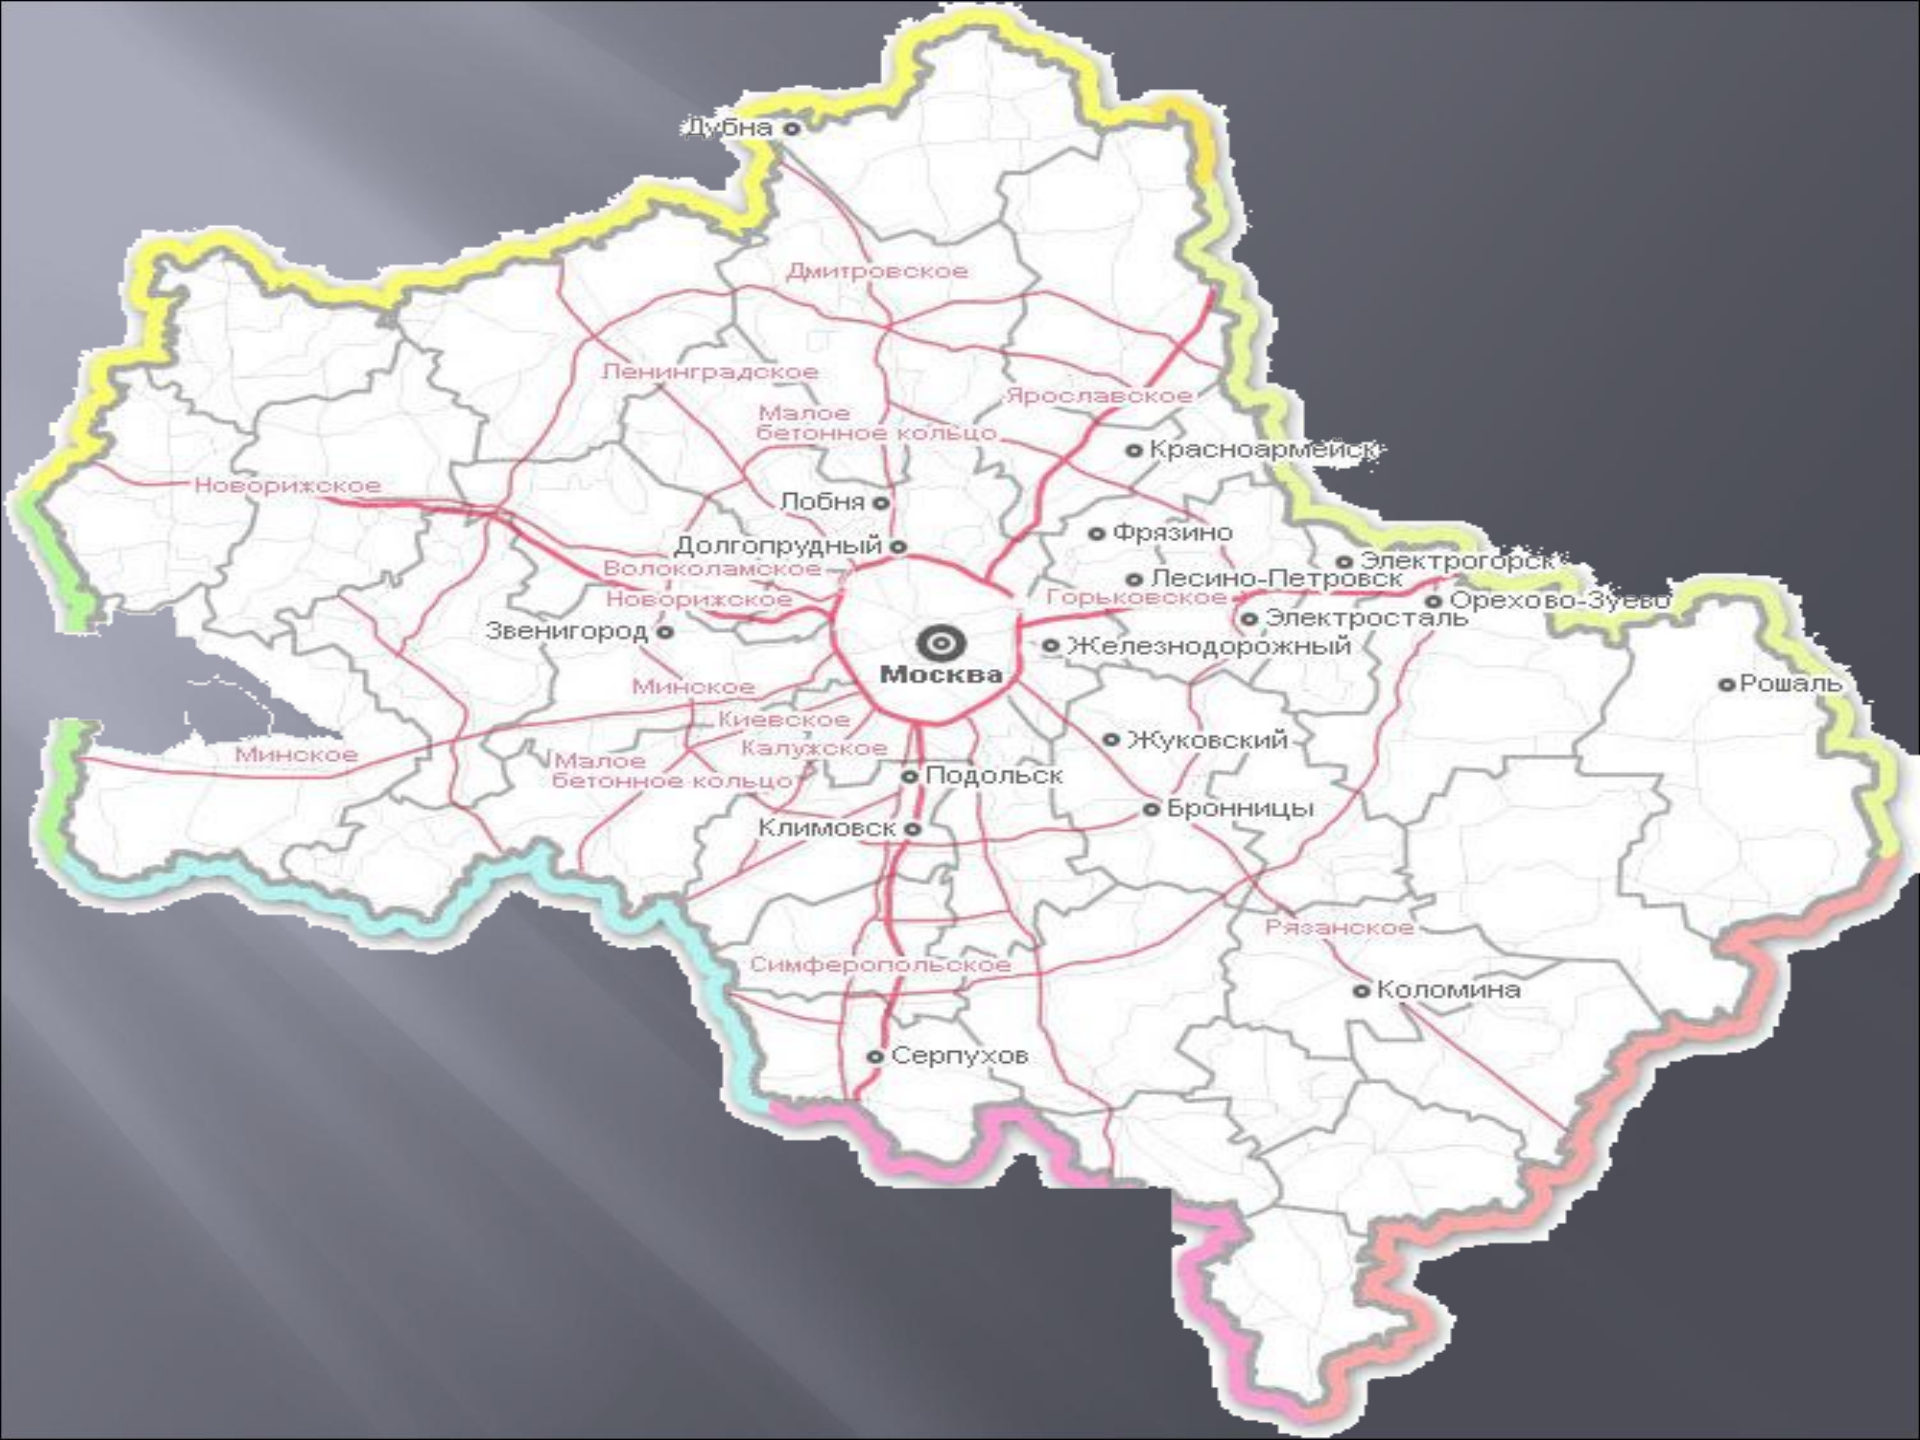 Дубна
Дмитровское
Ленинградское
Ярославское
Малое
бетонное кольцо
Красноармейск
Новорижское
Лобня
Фрязино
Долгопрудный
Электрогорск
Волоколамское
Лесино-Петровск
Новорижское
Горьковское
Орехово-Зуево
Электросталь
Звенигород
Железнодорожный
Москва
Рошаль
Минское
Киевское
Жуковский
Калужское
Минское
Малое
бетонное кольцо
Подольск
Бронницы
Климовск
Рязанское
Симферопольское
Коломина
Серпухов